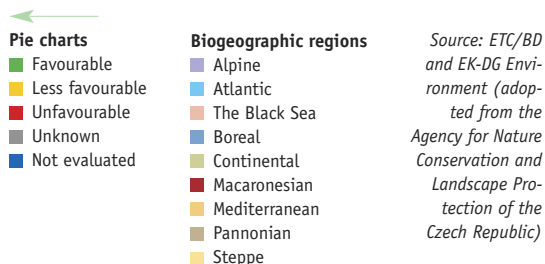 Pie charts
Favourable
Less favourable
Unfavourable
Unknown
Not evaluated
Biogeographic regions
Alpine
Atlantic
The Black Sea
Boreal
Continental
Macaronesian
Mediterranean
Pannonian
Steppe
Source: ETC/BD
and EK-DG Envi-
ronment (adop-
ted from the
Agency for Nature
Conservation and
Landscape Pro-
tection of the
Czech Republic)